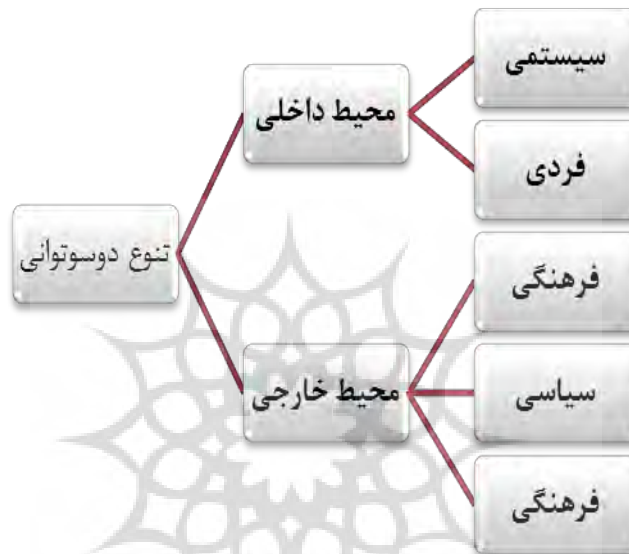 تنوع دوسوتوانی
محیط داخلی
سیستمی
فردی
محیط خارجی
فرهنگی
سیاسی
فرهنگی